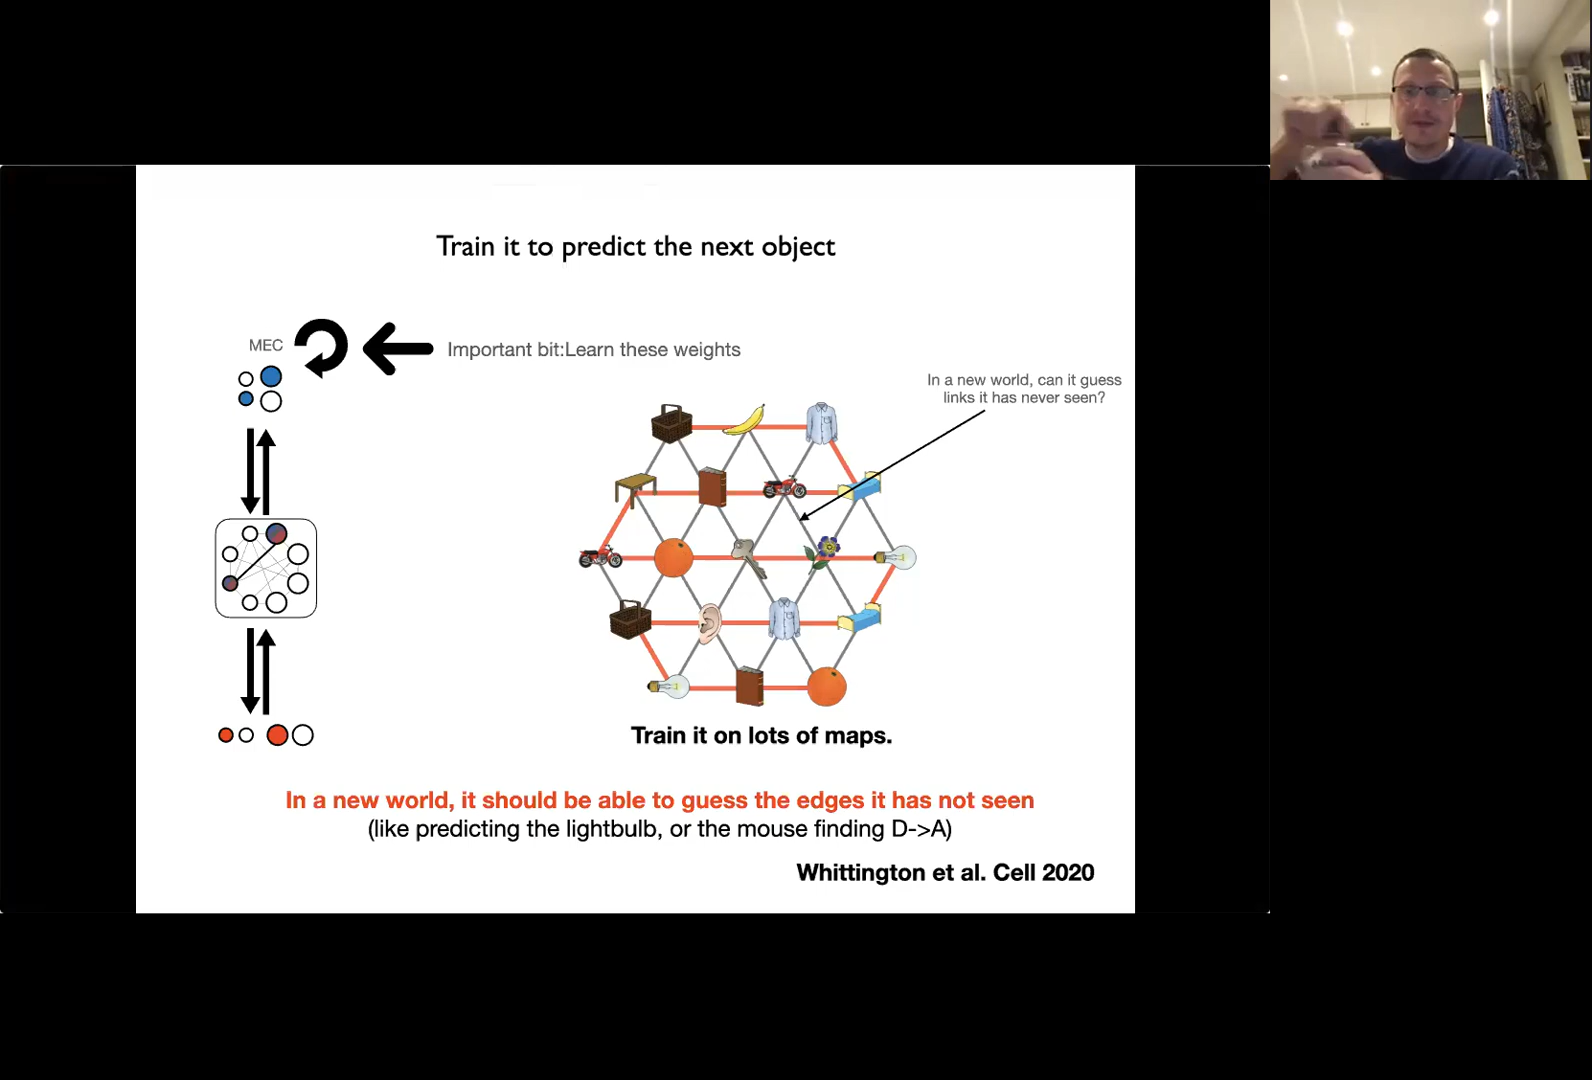 Train it to predict the next object
MEC
Important bit:Learn these weights
In a new world, can it guess
links it has never seen?
Train it on lots of maps.
In a new world, it should be able to guess the edges it has not seen
(like predicting the lightbulb, or the mouse finding D->A)
Whittington et al. Cell 2020